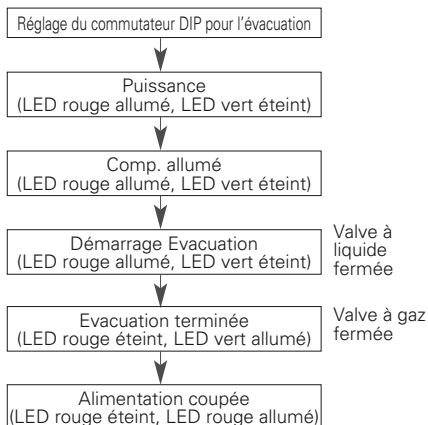 Réglage du commutateur DIP pour l'évacuation
Puissance
(LED rouge allumé, LED vert éteint)
Comp. allumé
(LED rouge allumé, LED vert éteint)
Démarrage Evacuation
(LED rouge allumé, LED vert éteint)
Valve à
liquide
fermée
Evacuation terminée
(LED rouge éteint, LED vert allumé)
Valve à gaz
fermée
Alimentation coupée
(LED rouge éteint, LED rouge allumé)